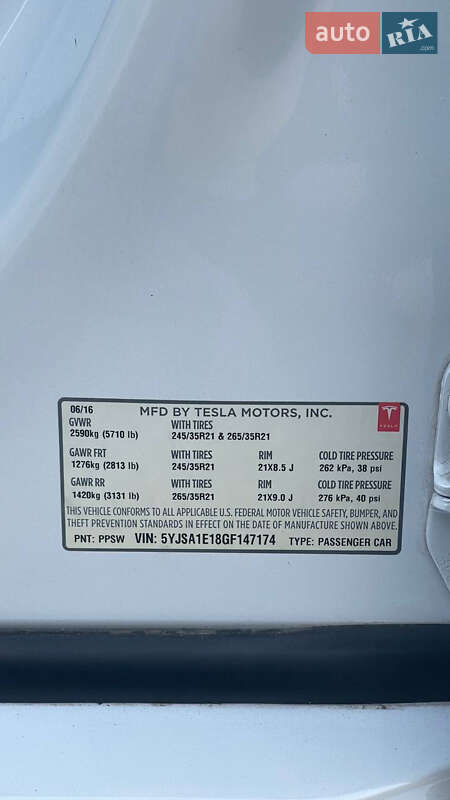 auto RIA.com
06/16 MFD BY TESLA MOTORS, INC.
TESLA
GVWR WITH TIRES
2590kg (5710 lb) 245/35R21 & 265/35R21
GAWR FRT WITH TIRES RIM COLD TIRE PRESSURE
1276kg (2813 lb) 245/35R21 21X8.5 J 262 kPa, 38 psi
GAWR RR WITH TIRES RIM COLD TIRE PRESSURE
1420kg (3131 lb) 265/35R21 21X9.0 J 276 kPa, 40 psi
THIS VEHICLE CONFORMS TO ALL APPLICABLE U.S. FEDERAL MOTOR VEHICLE SAFETY, BUMPER, AND
THEFT PREVENTION STANDARDS IN EFFECT ON THE DATE OF MANUFACTURE SHOWN ABOVE.
PNT: PPSW VIN: 5YJSA1E18GF147174 TYPE: PASSENGER CAR